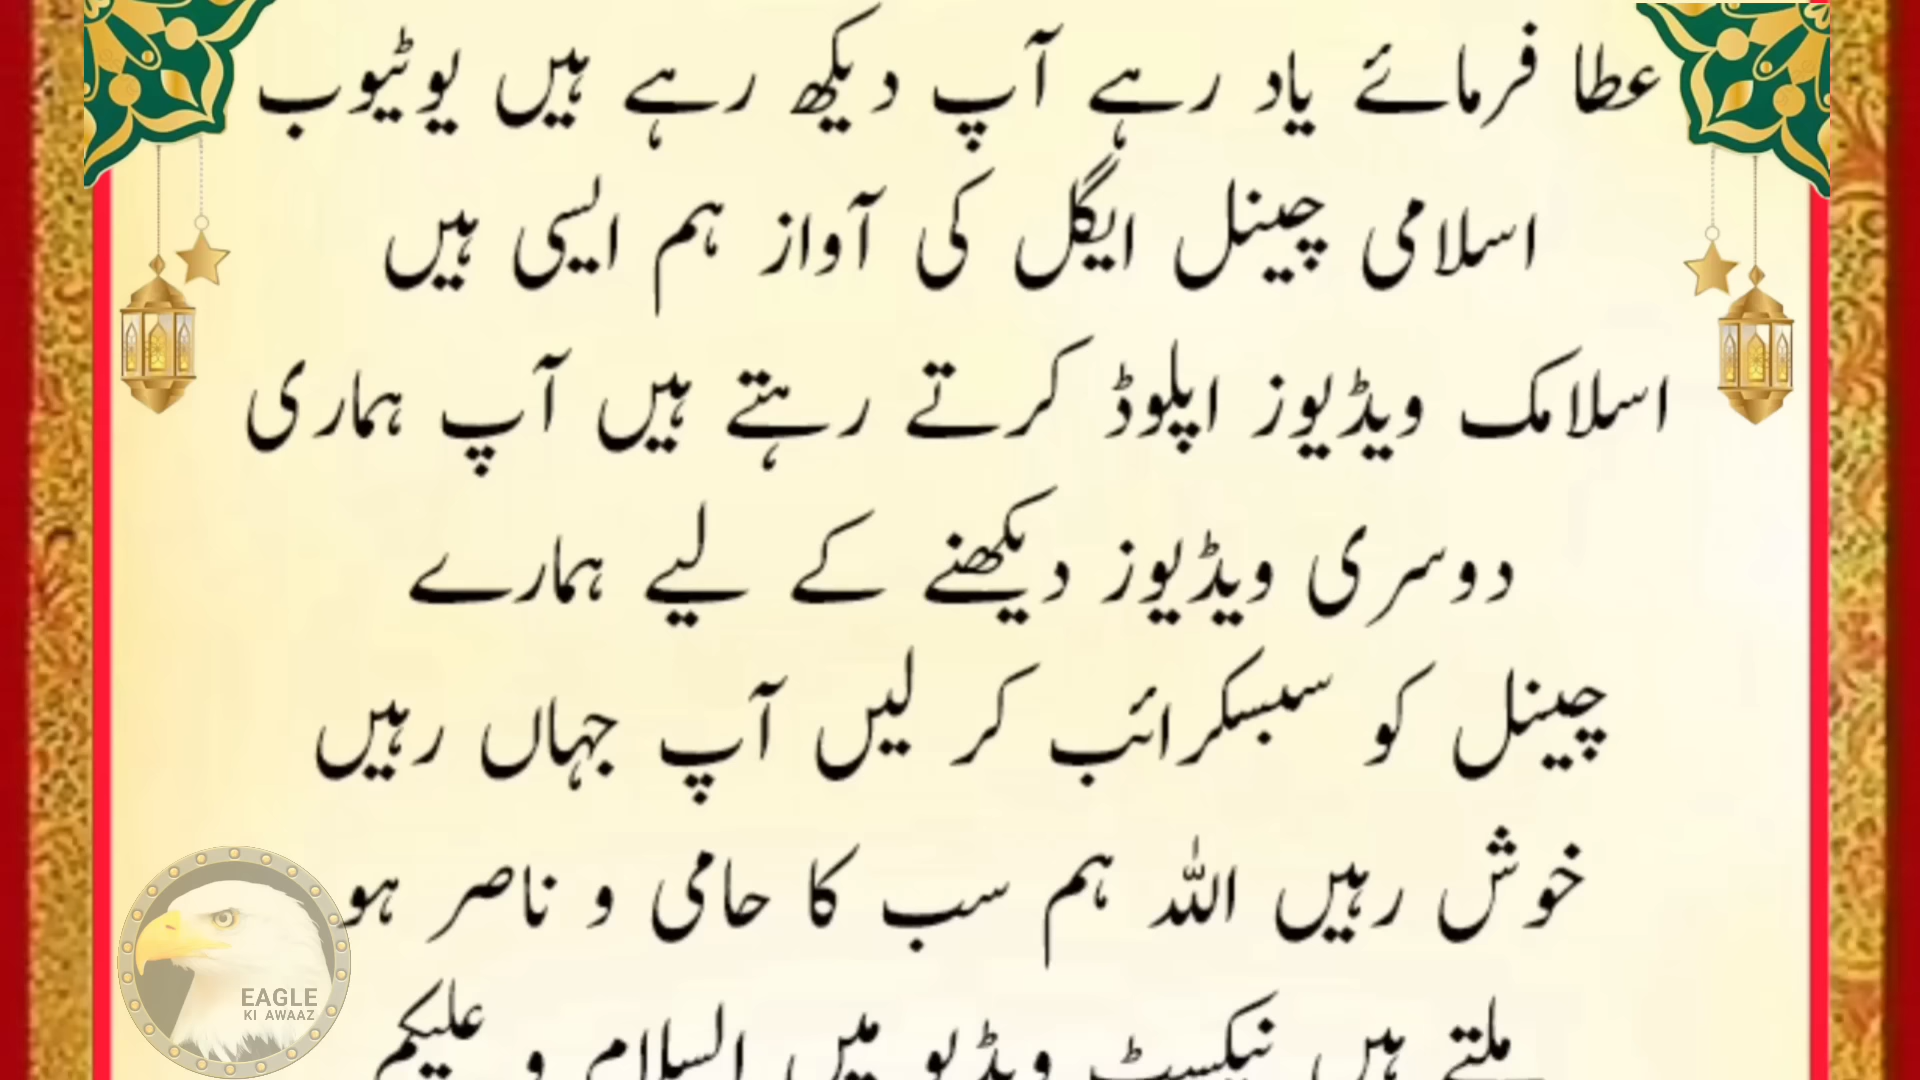 عطا فرمائے یاد رہے آپ دیکھ رہے ہیں یوٹیوب
اسلامی چینل ایگل کی آواز ہم ایسی ہیں
اسلامک ویڈیوز اپلوڈ کرتے رہتے ہیں آپ ہماری
دوسری ویڈیوز دیکھنے کے لیے ہمارے
چینل کو سبسکرائب کر لیں آپ جہاں رہیں
خوش رہیں اللہ ہم سب کا حامی و ناصر ہو
ملتے ہیں نیکسٹ ویڈیو میں السلام و علیکم
EAGLE
KI AWAAZ